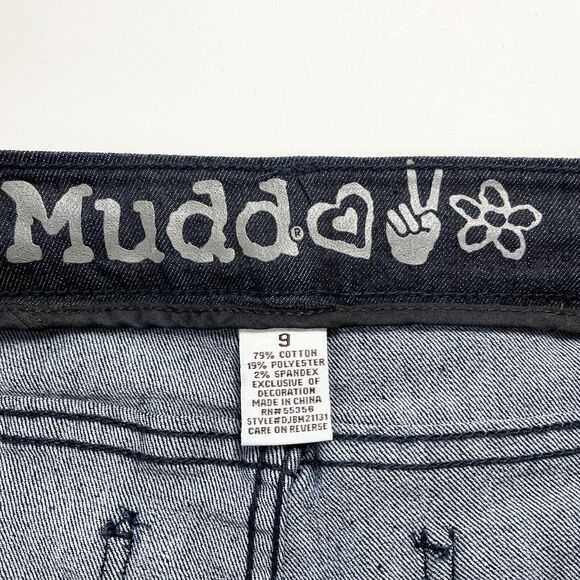 Mudd®
9
79% COTTON
19% POLYESTER
2% SPANDEX
EXCLUSIVE OF
DECORATION
MADE IN CHINA
RN#55356
STYLE#DJBM21131
CARE ON REVERSE